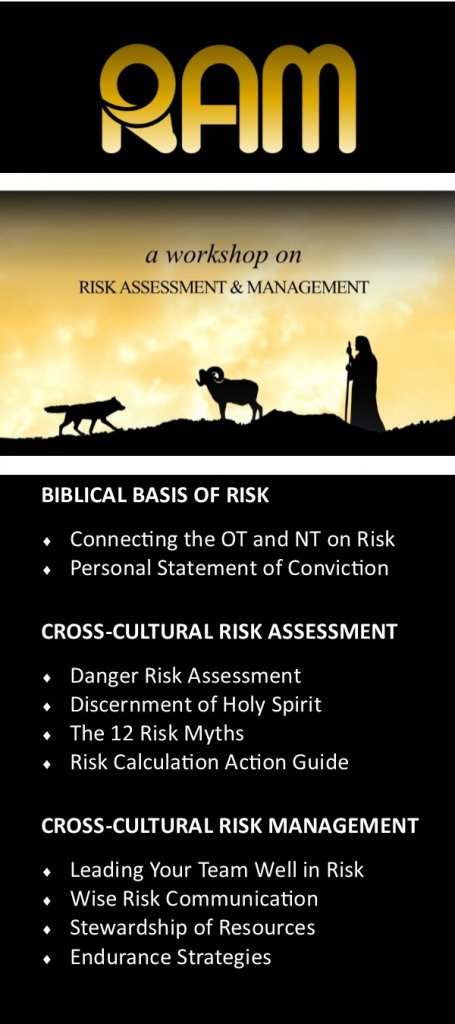 RAM
a workshop on
RISK ASSESSMENT & MANAGEMENT
BIBLICAL BASIS OF RISK
♦ Connecting the OT and NT on Risk
♦ Personal Statement of Conviction
CROSS-CULTURAL RISK ASSESSMENT
♦ Danger Risk Assessment
♦ Discernment of Holy Spirit
♦ The 12 Risk Myths
♦ Risk Calculation Action Guide
CROSS-CULTURAL RISK MANAGEMENT
♦ Leading Your Team Well in Risk
♦ Wise Risk Communication
♦ Stewardship of Resources
♦ Endurance Strategies